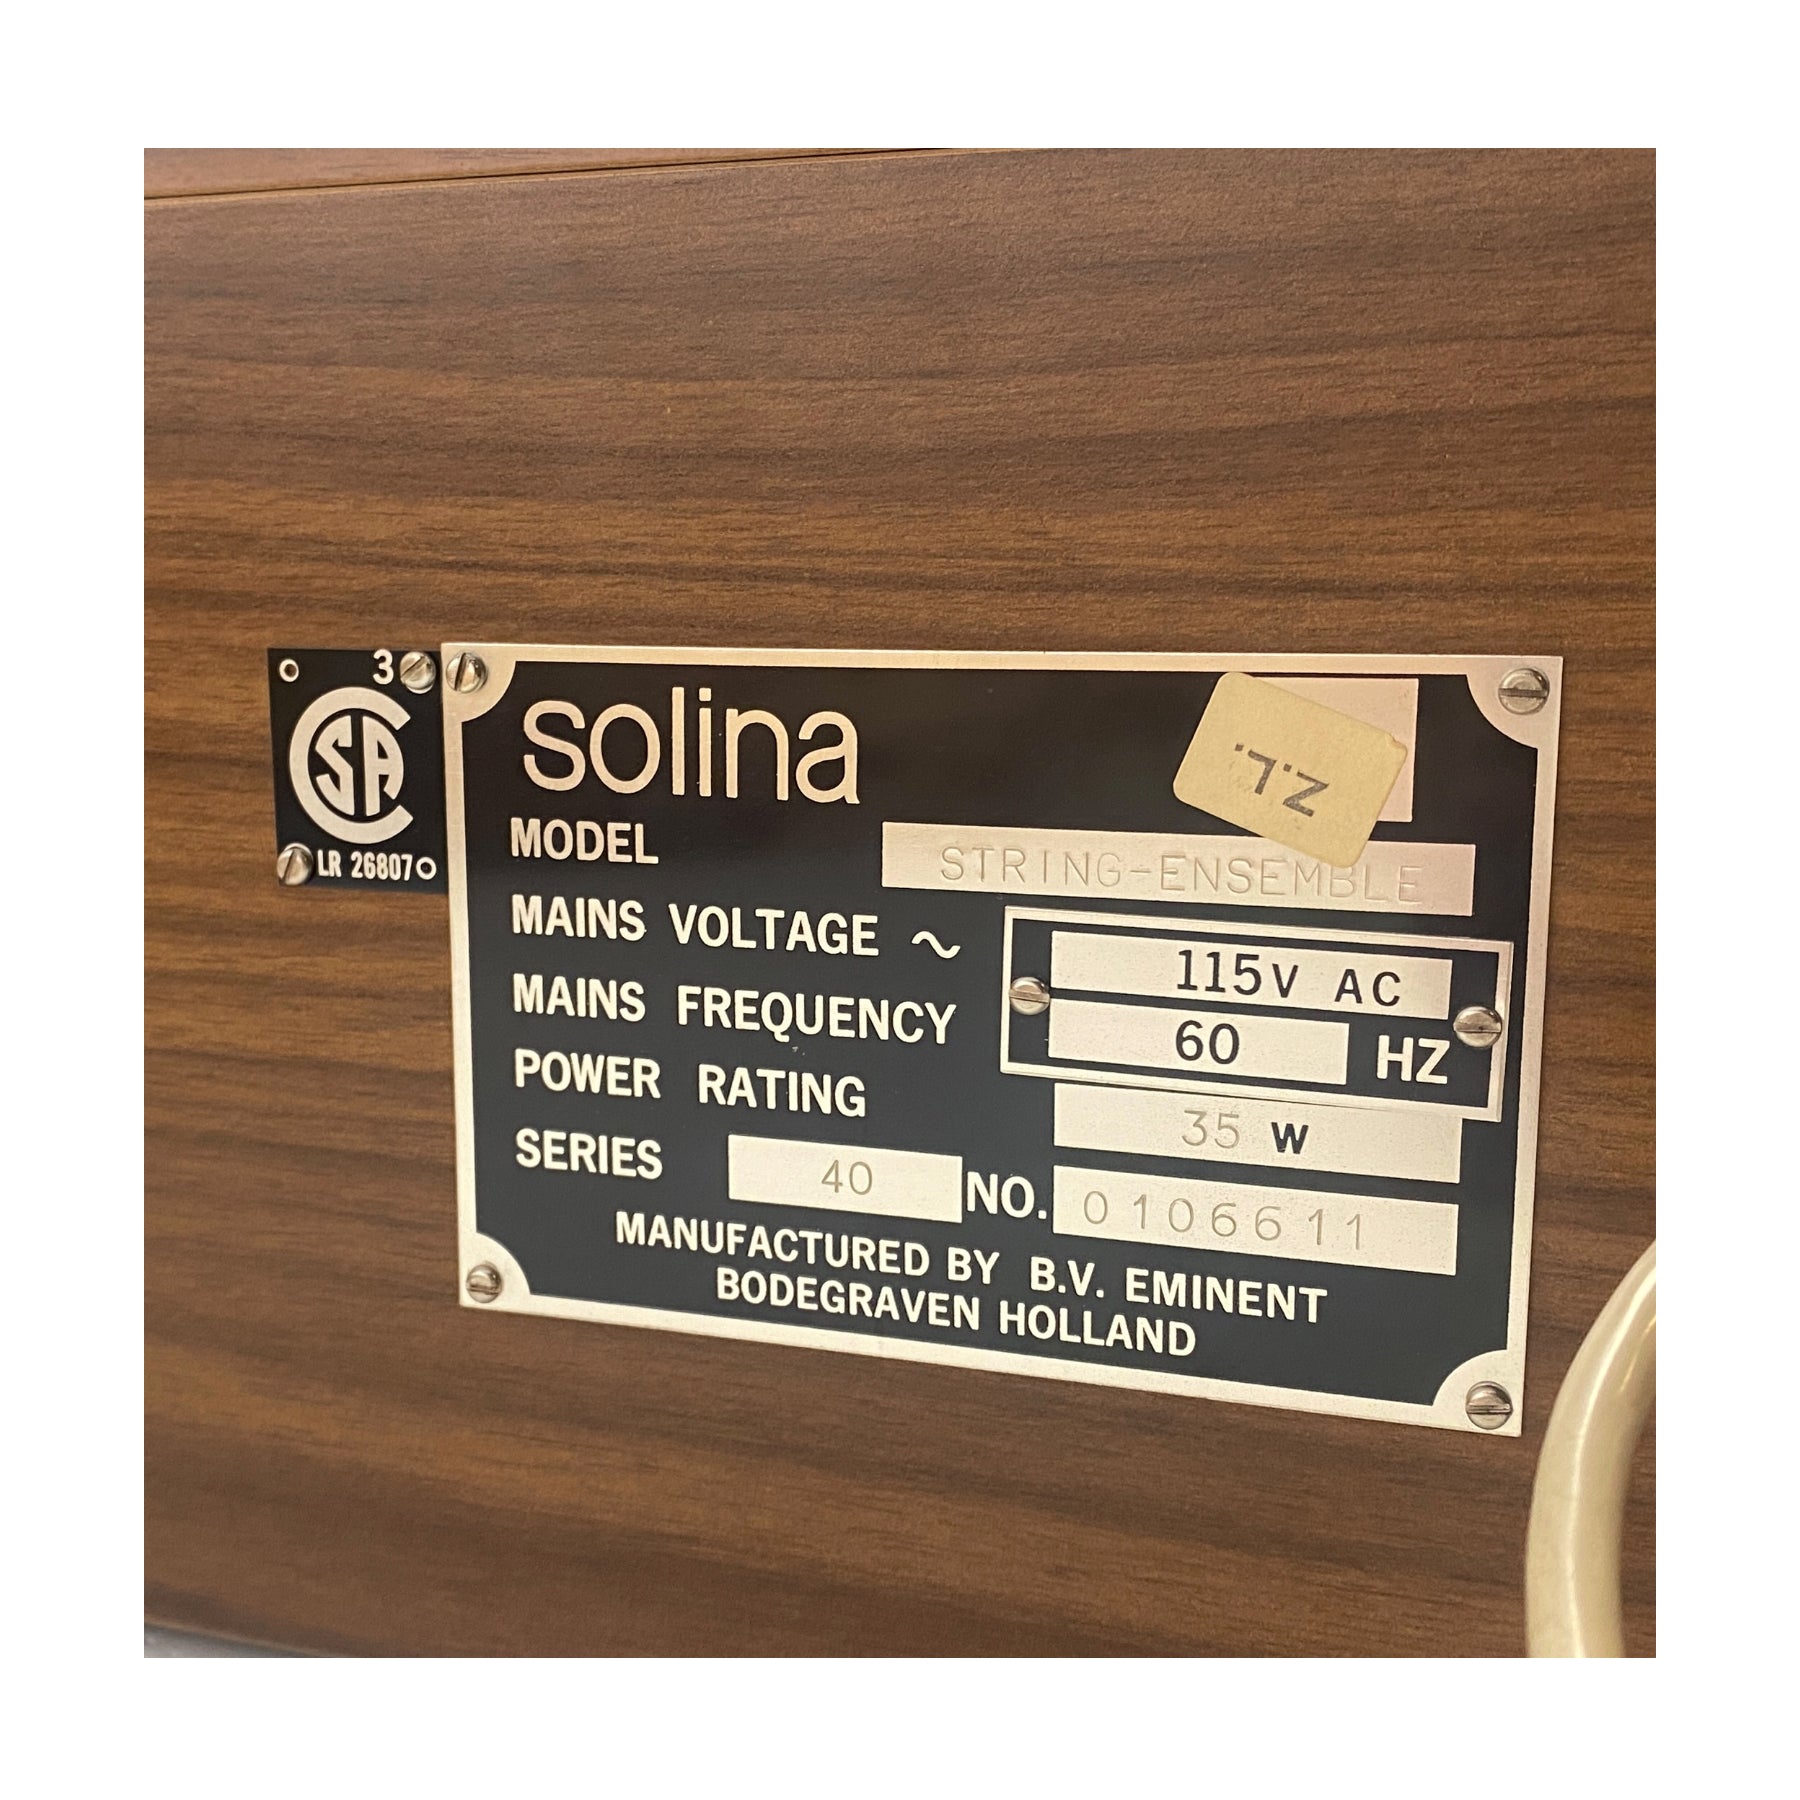 3
CSA
LR 26807
solina
Z.L.
MODEL STRING-ENSEMBLE
MAINS VOLTAGE ~ 115V AC
MAINS FREQUENCY 60 HZ
POWER RATING 35 W
SERIES 40 NO. 0106611
MANUFACTURED BY B.V. EMINENT
BODEGRAVEN HOLLAND